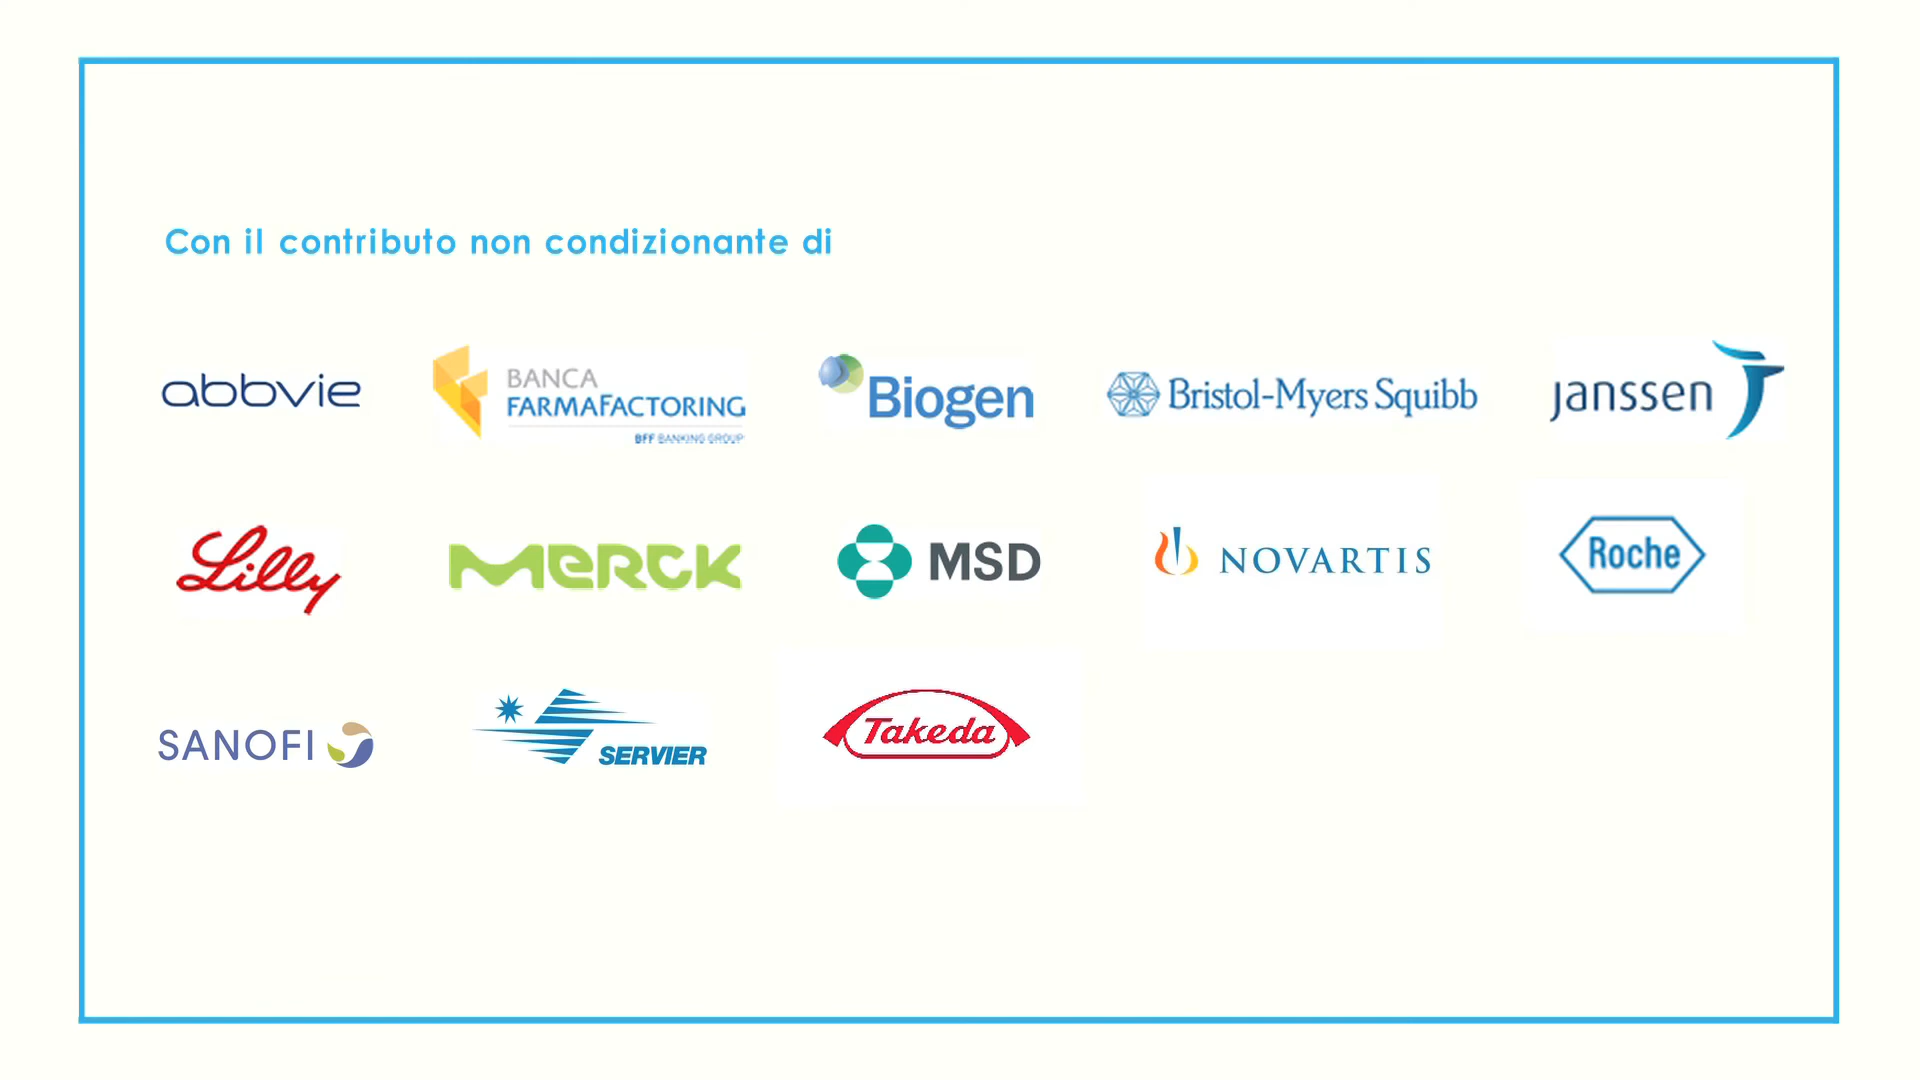 Con il contributo non condizionante di
abbvie
BANCA
FARMAFACTORING
BFF BANKING GROUP
Biogen
Bristol-Myers Squibb
janssen
Lilly
MERCK
MSD
NOVARTIS
Roche
SANOFI
SERVIER
Takeda